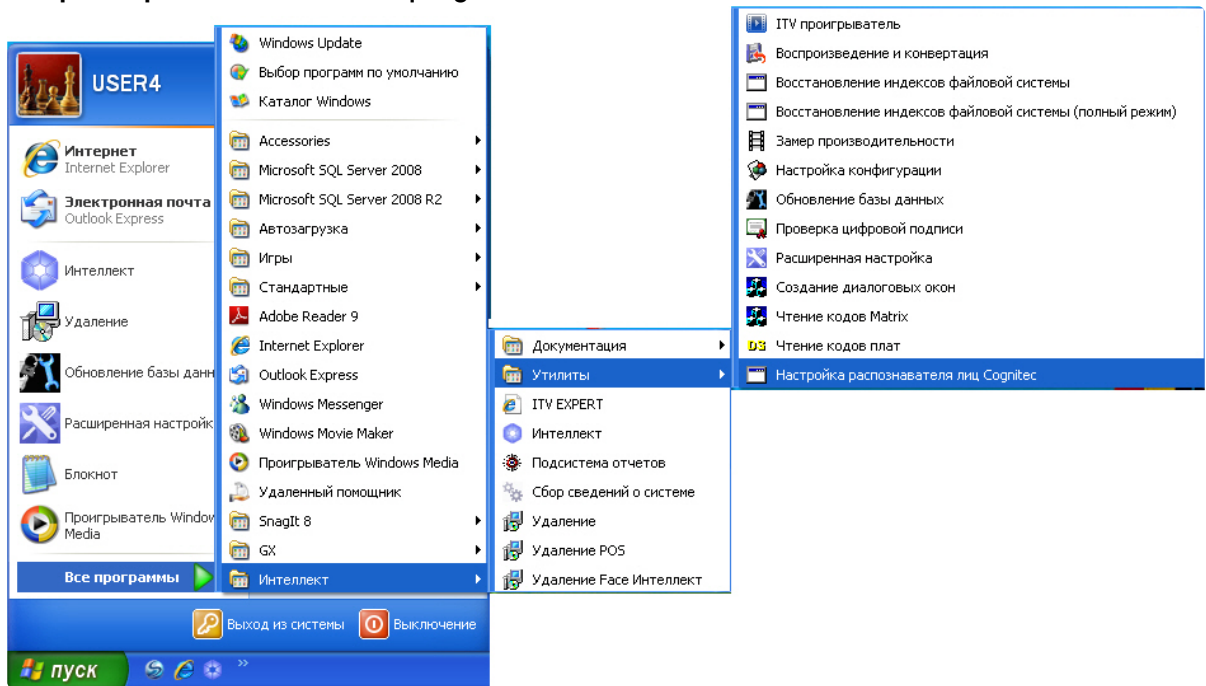 USER4
Интернет
Internet Explorer
Электронная почта
Outlook Express
Интеллект
Удаление
Обновление базы данн
Расширенная настройк
Блокнот
Проигрыватель Window
Media
Все программы
Выход из системы
Выключение
пуск
Windows Update
Выбор программ по умолчанию
Каталог Windows
Accessories
Microsoft SQL Server 2008
Microsoft SQL Server 2008 R2
Автозагрузка
Игры
Стандартные
Adobe Reader 9
Internet Explorer
Outlook Express
Windows Messenger
Windows Movie Maker
Проигрыватель Windows Media
Удаленный помощник
SnagIt 8
GX
Интеллект
Документация
Утилиты
ITV EXPERT
Интеллект
Подсистема отчетов
Сбор сведений о системе
Удаление
Удаление POS
Удаление Face Интеллект
ITV проигрыватель
Воспроизведение и конвертация
Восстановление индексов файловой системы
Восстановление индексов файловой системы (полный режим)
Замер производительности
Настройка конфигурации
Обновление базы данных
Проверка цифровой подписи
Расширенная настройка
Создание диалоговых окон
Чтение кодов Matrix
Чтение кодов плат
Настройка распознавателя лиц Cognitec